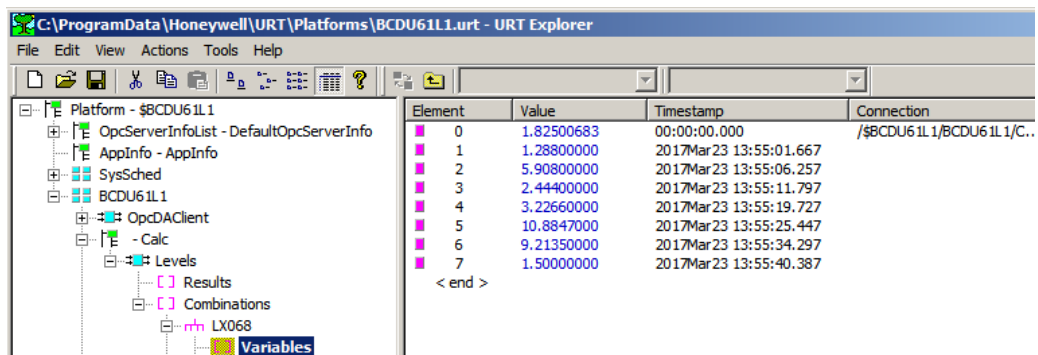 C:\ProgramData\Honeywell\URT\Platforms\BCDU61L1.urt - URT Explorer
File Edit View Actions Tools Help
Platform - $BCDU61L1
OpcServerInfoList - DefaultOpcServerInfo
AppInfo - AppInfo
SysSched
BCDU61L1
OpcDAClient
- Calc
Levels
Results
Combinations
LX068
Variables
Element Value Timestamp Connection
0 1.82500683 00:00:00.000 /$BCDU61L1/BCDU61L1/C...
1 1.28800000 2017Mar23 13:55:01.667
2 5.90800000 2017Mar23 13:55:06.257
3 2.44400000 2017Mar23 13:55:11.797
4 3.22660000 2017Mar23 13:55:19.727
5 10.8847000 2017Mar23 13:55:25.447
6 9.21350000 2017Mar23 13:55:34.297
7 1.50000000 2017Mar23 13:55:40.387
< end >